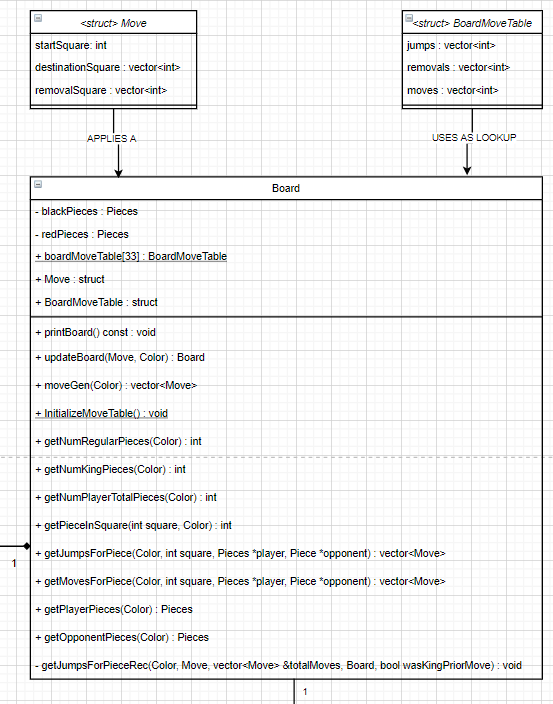 <struct> Move
startSquare: int
destinationSquare : vector<int>
removalSquare : vector<int>
<struct> BoardMoveTable
jumps : vector<int>
removals : vector<int>
moves : vector<int>
APPLIES A
USES AS LOOKUP
Board
- blackPieces : Pieces
- redPieces : Pieces
+ boardMoveTable[33] : BoardMoveTable
+ Move : struct
+ BoardMoveTable : struct
+ printBoard() const : void
+ updateBoard(Move, Color) : Board
+ moveGen(Color) : vector<Move>
+ InitializeMoveTable() : void
+ getNumRegularPieces(Color) : int
+ getNumKingPieces(Color) : int
+ getNumPlayerTotalPieces(Color) : int
+ getPieceInSquare(int square, Color) : int
+ getJumpsForPiece(Color, int square, Pieces *player, Piece *opponent) : vector<Move>
1
+ getMovesForPiece(Color, int square, Pieces *player, Piece *opponent) : vector<Move>
+ getPlayerPieces(Color) : Pieces
+ getOpponentPieces(Color) : Pieces
- getJumpsForPieceRec(Color, Move, vector<Move> &totalMoves, Board, bool wasKingPriorMove) : void
1